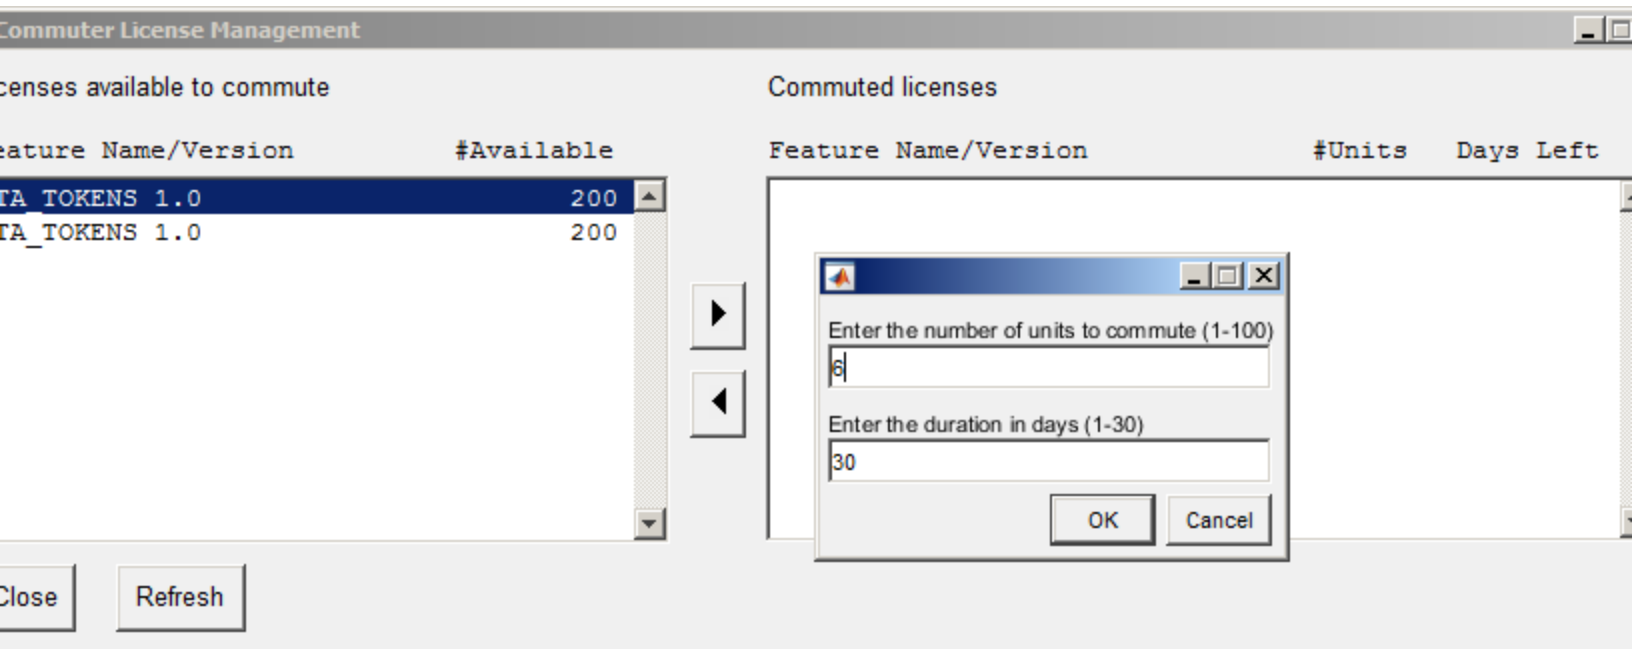 Commuter License Management
censes available to commute
Commuted licenses
eature Name/Version #Available
Feature Name/Version #Units Days Left
TA_TOKENS 1.0 200
TA_TOKENS 1.0 200
Enter the number of units to commute (1-100)
6
Enter the duration in days (1-30)
30
OK Cancel
Close Refresh